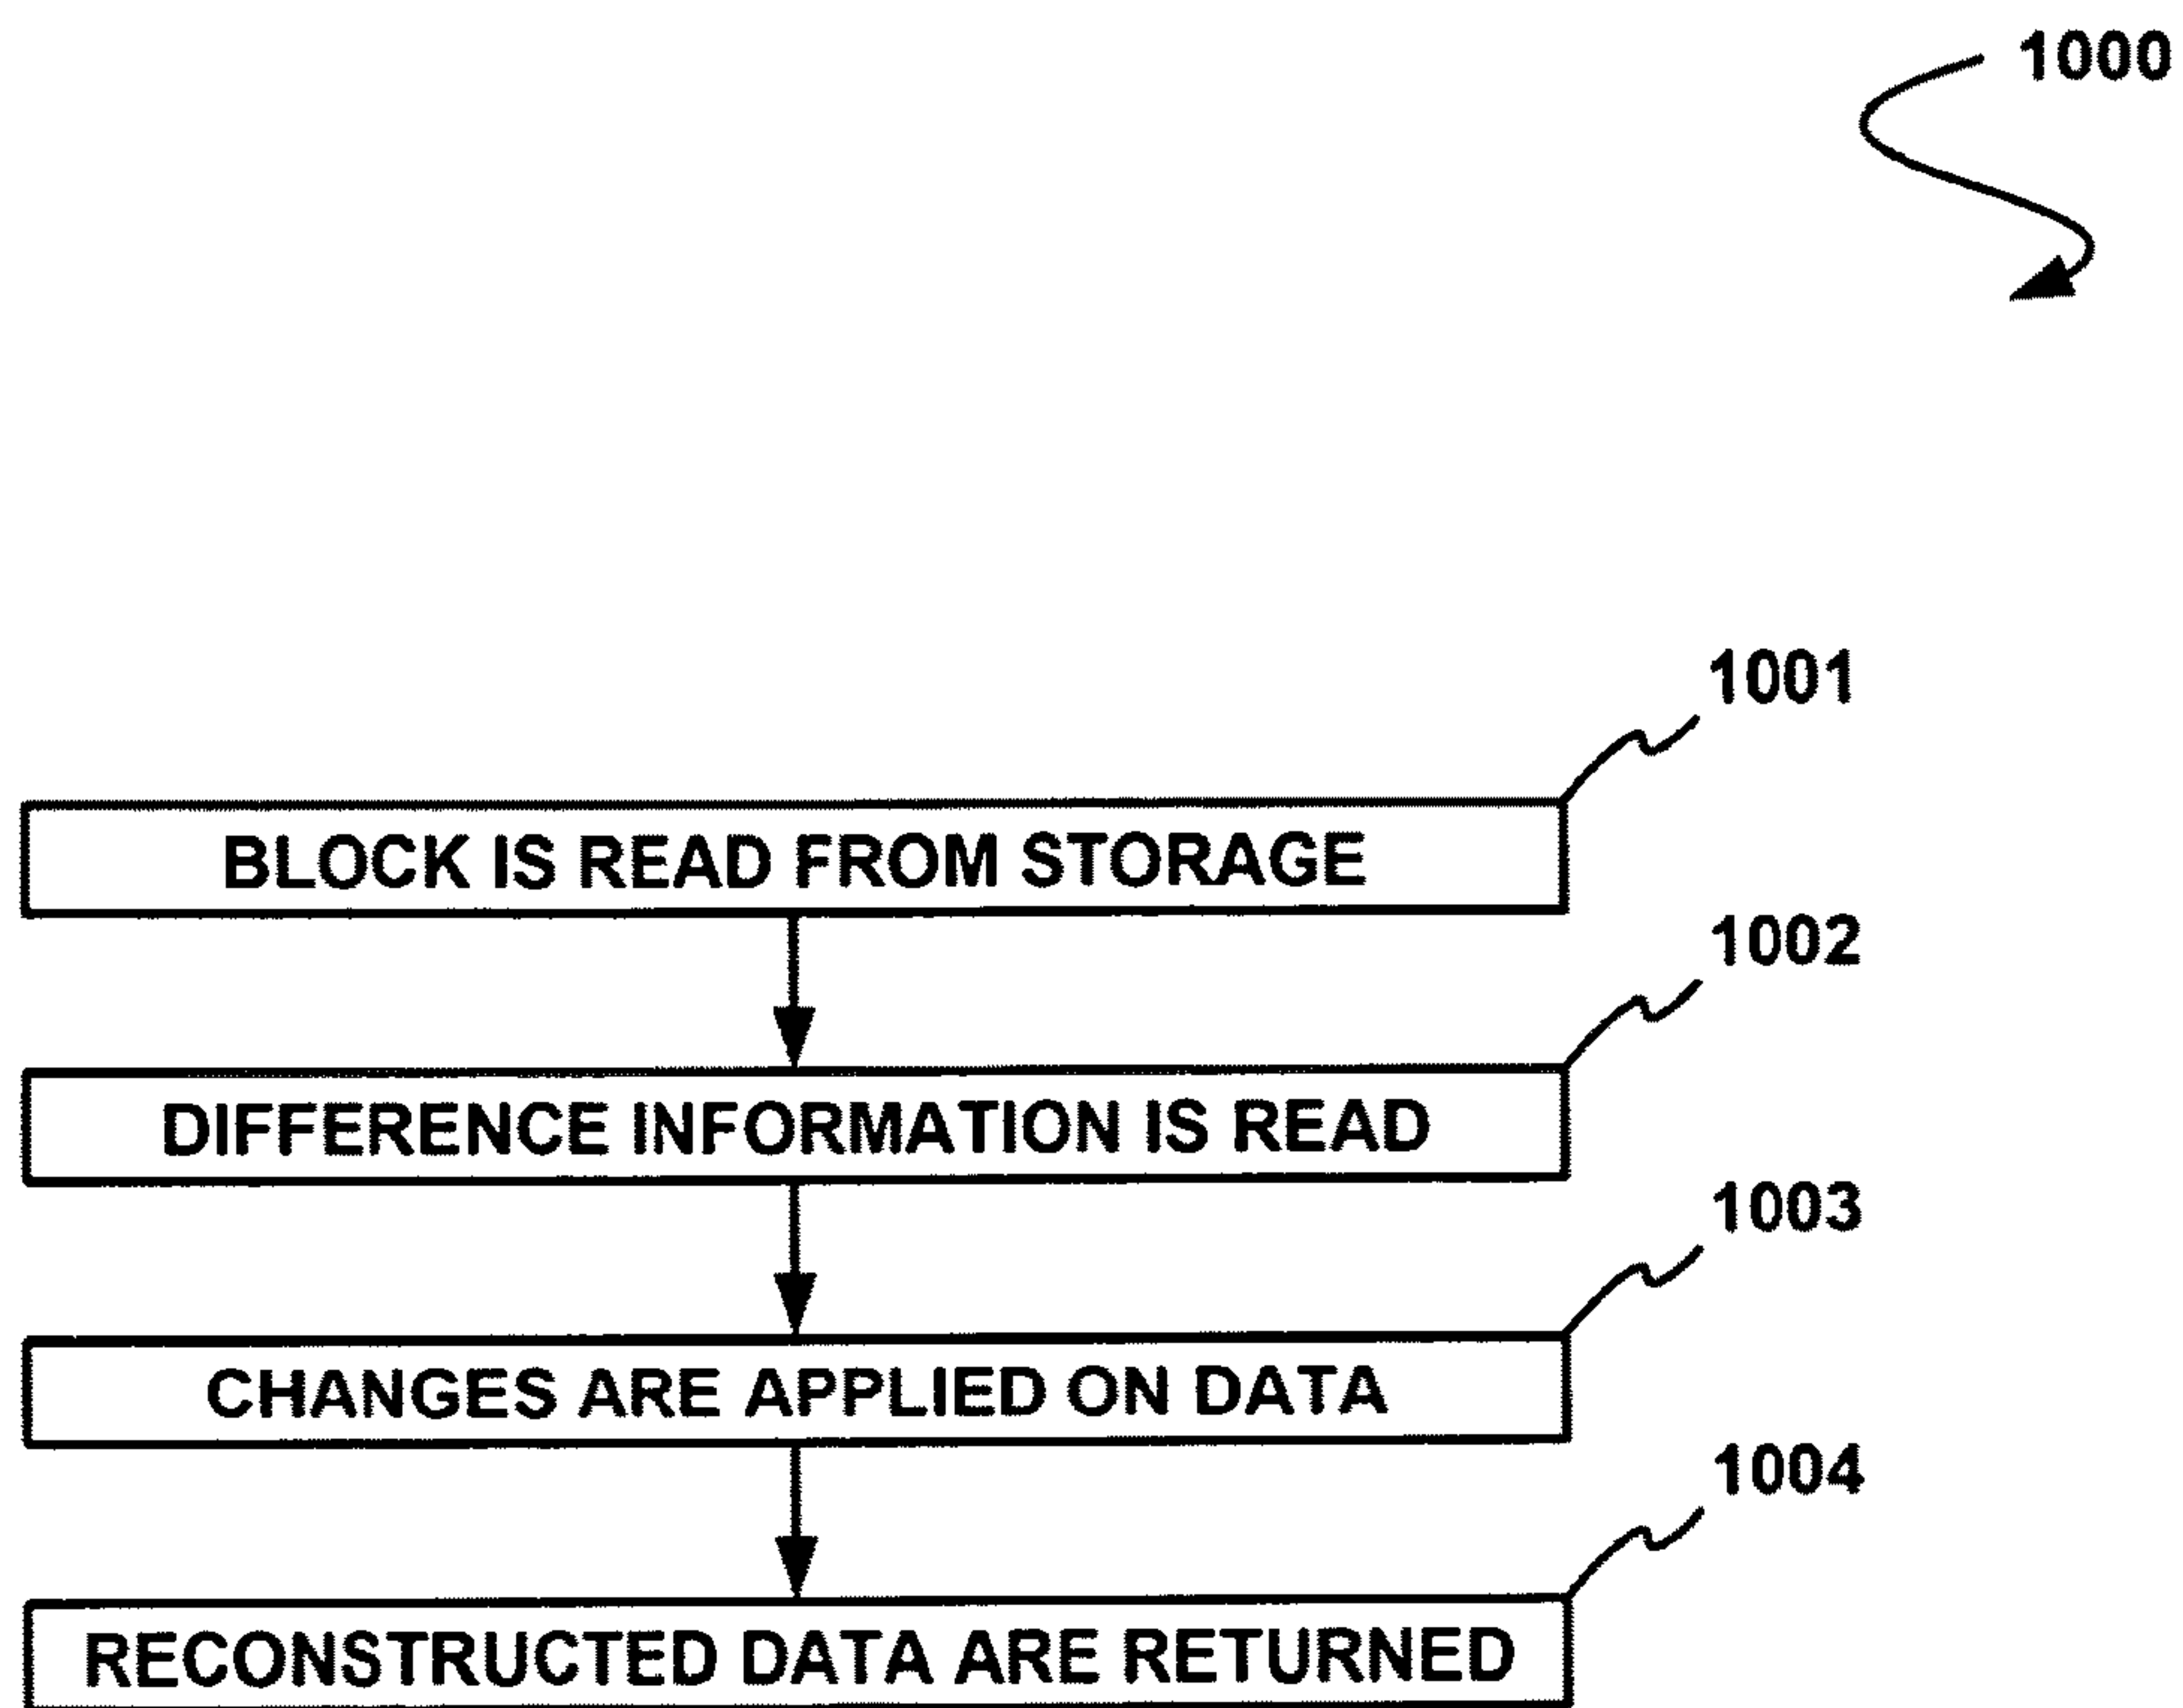 1000
1001
BLOCK IS READ FROM STORAGE
1002
DIFFERENCE INFORMATION IS READ
1003
CHANGES ARE APPLIED ON DATA
1004
RECONSTRUCTED DATA ARE RETURNED